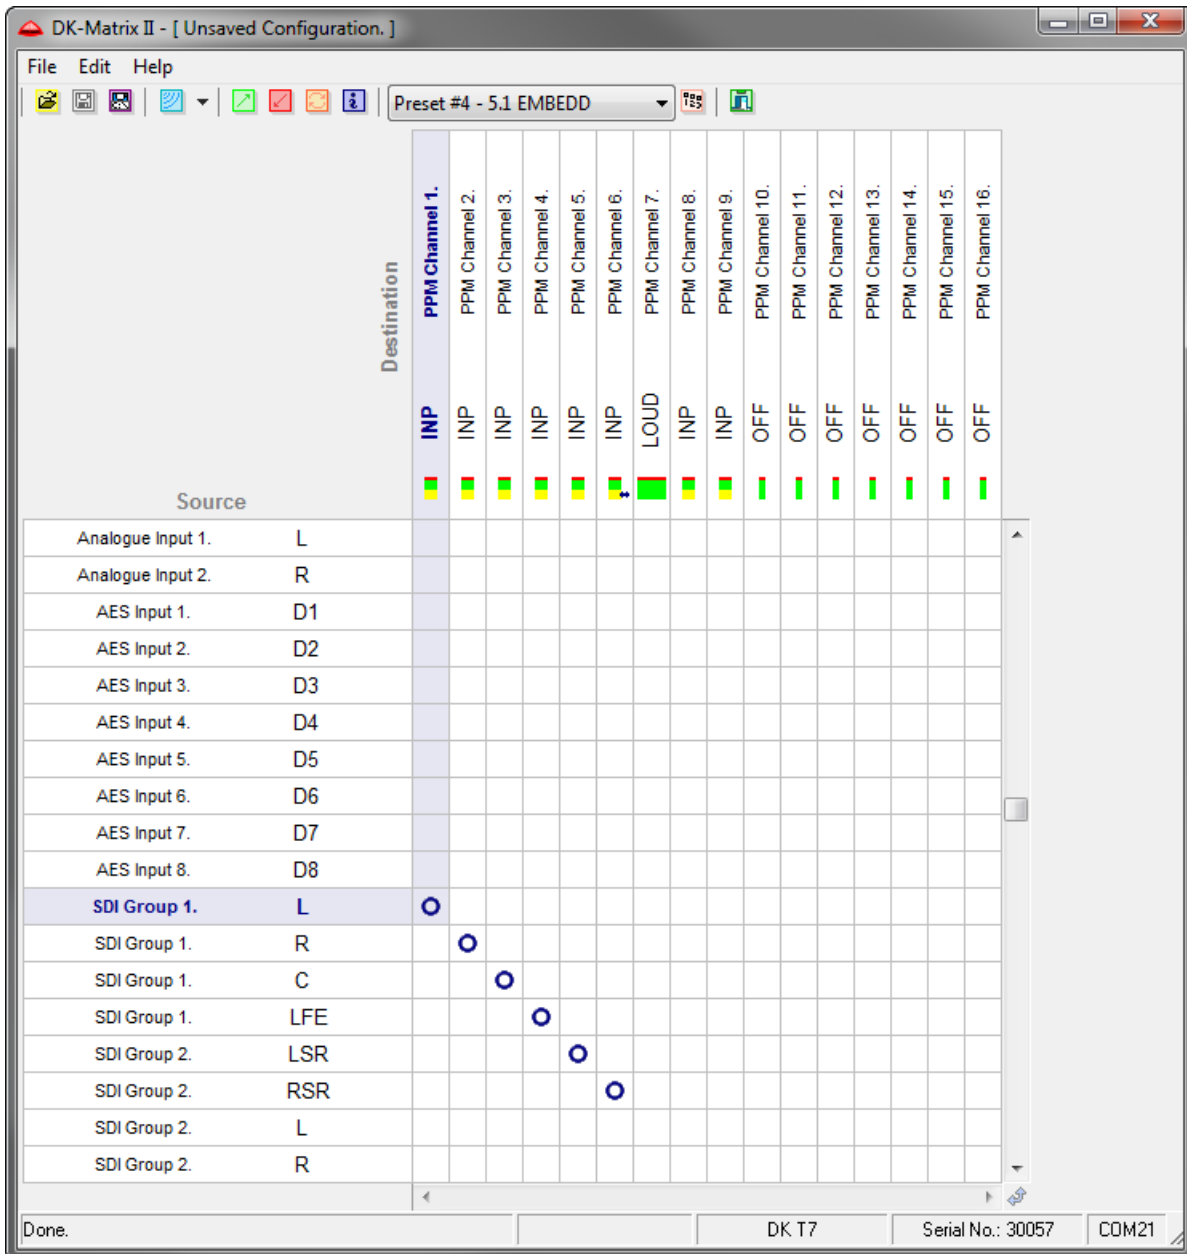 DK-Matrix II - [ Unsaved Configuration. ]
File Edit Help
Preset #4 - 5.1 EMBEDD
Destination
PPM Channel 1. INP
PPM Channel 2. INP
PPM Channel 3. INP
PPM Channel 4. INP
PPM Channel 5. INP
PPM Channel 6. INP
PPM Channel 7. LOUD
PPM Channel 8. INP
PPM Channel 9. INP
PPM Channel 10. OFF
PPM Channel 11. OFF
PPM Channel 12. OFF
PPM Channel 13. OFF
PPM Channel 14. OFF
PPM Channel 15. OFF
PPM Channel 16. OFF
Source
Analogue Input 1. L
Analogue Input 2. R
AES Input 1. D1
AES Input 2. D2
AES Input 3. D3
AES Input 4. D4
AES Input 5. D5
AES Input 6. D6
AES Input 7. D7
AES Input 8. D8
SDI Group 1. L
SDI Group 1. R
SDI Group 1. C
SDI Group 1. LFE
SDI Group 2. LSR
SDI Group 2. RSR
SDI Group 2. L
SDI Group 2. R
Done. DK T7 Serial No.: 30057 COM21